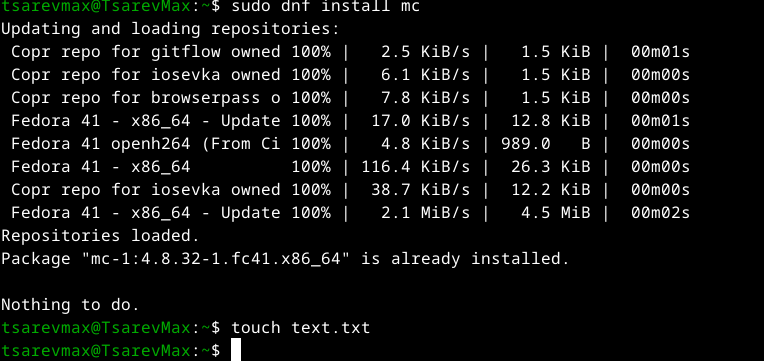 tsarevmax@TsarevMax:~$ sudo dnf install mc
Updating and loading repositories:
 Copr repo for gitflow owned 100% |   2.5 KiB/s |   1.5 KiB |  00m01s
 Copr repo for iosevka owned 100% |   6.1 KiB/s |   1.5 KiB |  00m00s
 Copr repo for browserpass o 100% |   7.8 KiB/s |   1.5 KiB |  00m00s
 Fedora 41 - x86_64 - Update 100% |  17.0 KiB/s |  12.8 KiB |  00m01s
 Fedora 41 openh264 (From Ci 100% |   4.8 KiB/s | 989.0   B |  00m00s
 Fedora 41 - x86_64          100% | 116.4 KiB/s |  26.3 KiB |  00m00s
 Copr repo for iosevka owned 100% |  38.7 KiB/s |  12.2 KiB |  00m00s
 Fedora 41 - x86_64 - Update 100% |   2.1 MiB/s |   4.5 MiB |  00m02s
Repositories loaded.
Package "mc-1:4.8.32-1.fc41.x86_64" is already installed.

Nothing to do.
tsarevmax@TsarevMax:~$ touch text.txt
tsarevmax@TsarevMax:~$